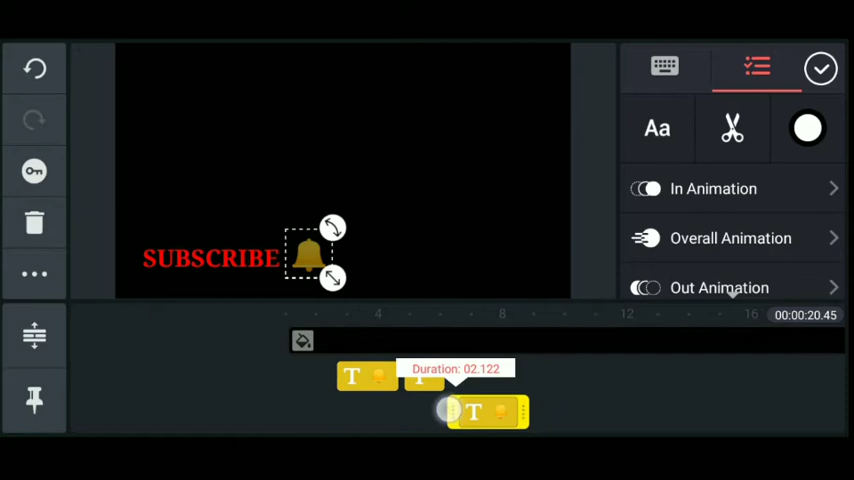 Aa
In Animation
Overall Animation
Out Animation
SUBSCRIBE
4
8
12
16
00:00:20.45
Duration: 02.122
T
T
T